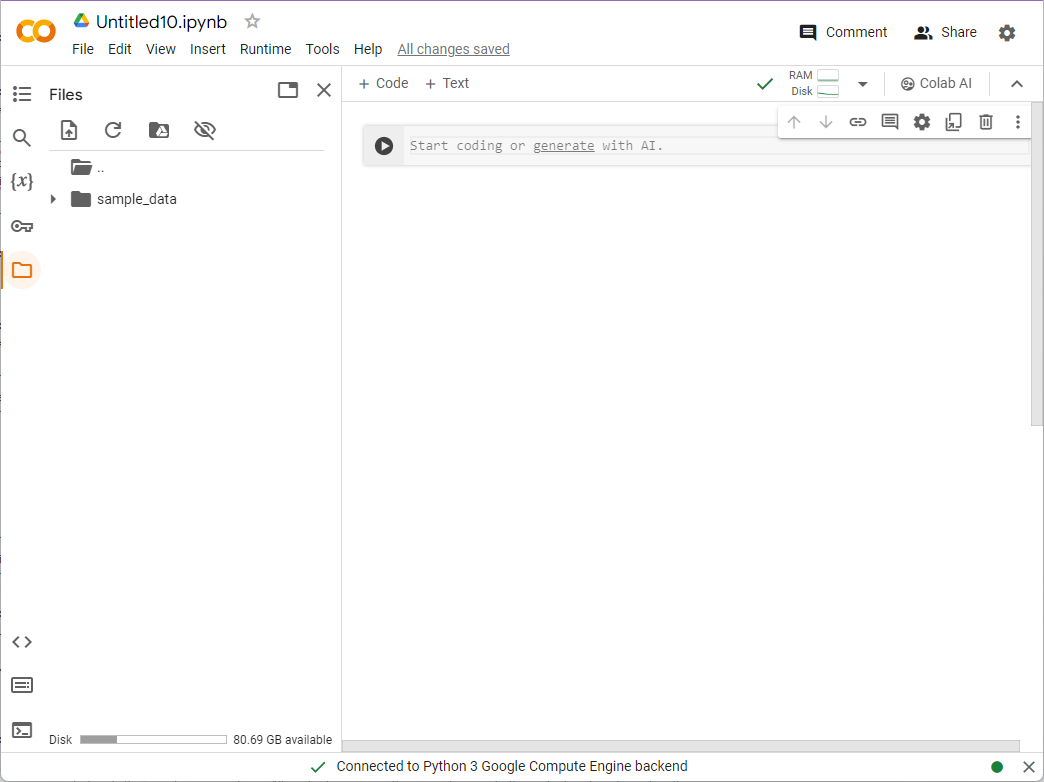 Untitled10.ipynb
File Edit View Insert Runtime Tools Help All changes saved
Comment
Share
Files
+ Code + Text
RAM
Disk
Colab AI
Start coding or generate with AI.
{x}
..
sample_data
Disk 80.69 GB available
Connected to Python 3 Google Compute Engine backend